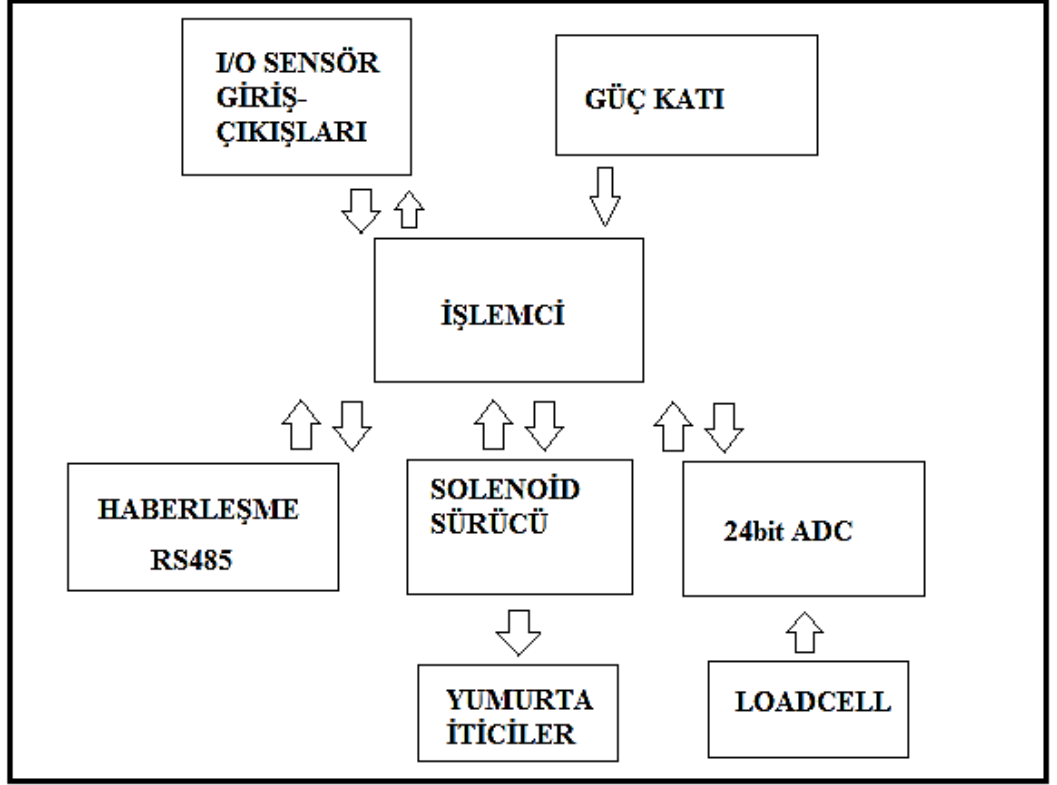 I/O SENSÖR
GİRİŞ-
ÇIKIŞLARI
GÜÇ KATI
İŞLEMCİ
HABERLEŞME
RS485
SOLENOİD
SÜRÜCÜ
24bit ADC
YUMURTA
İTİCİLER
LOADCELL